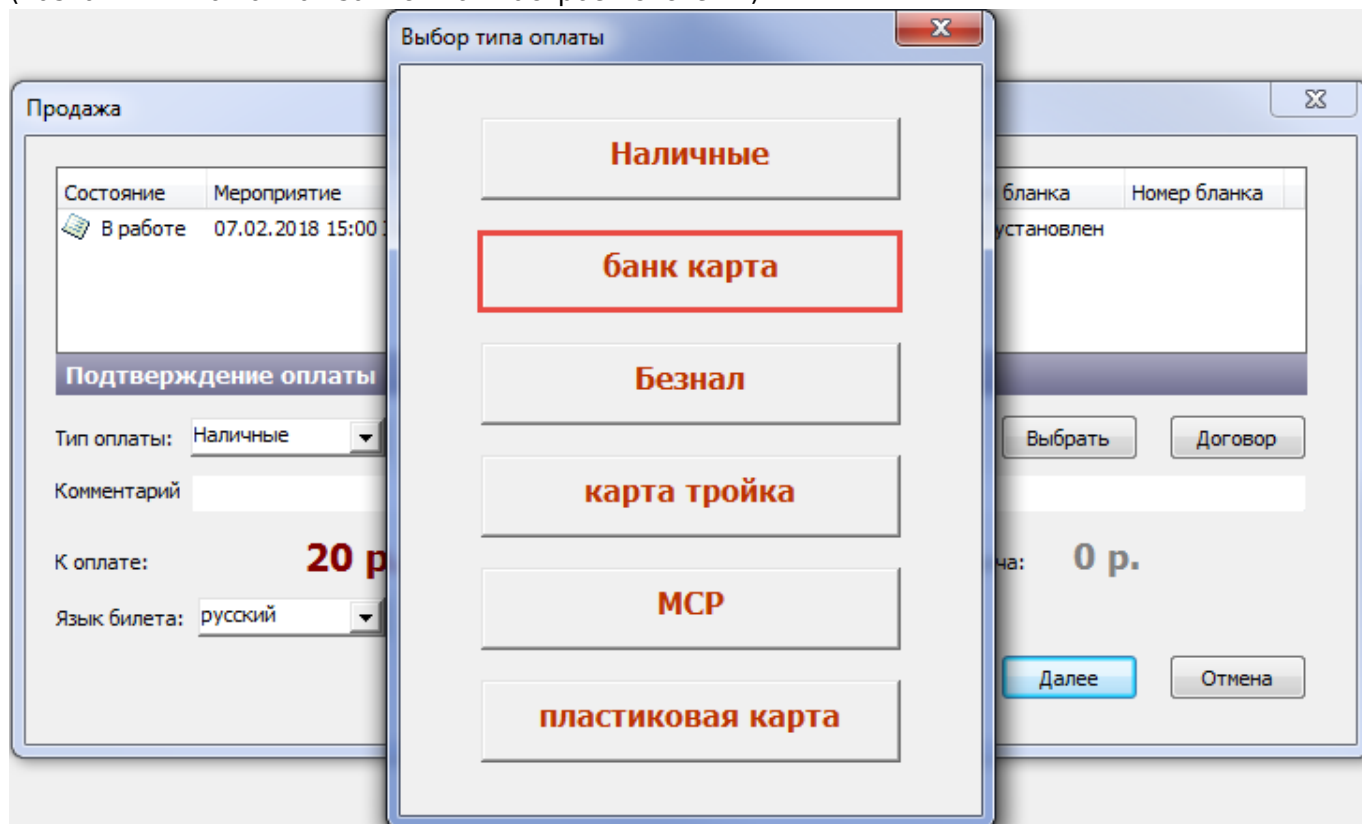 Выбор типа оплаты
Продажа
Наличные
банк карта
Безнал
карта тройка
МСР
пластиковая карта
Состояние Мероприятие бланка Номер бланка
В работе 07.02.2018 15:00 установлен
Подтверждение оплаты
Тип оплаты: Наличные Выбрать Договор
Комментарий
К оплате: 20 р ча: 0 р.
Язык билета: русский
Далее Отмена